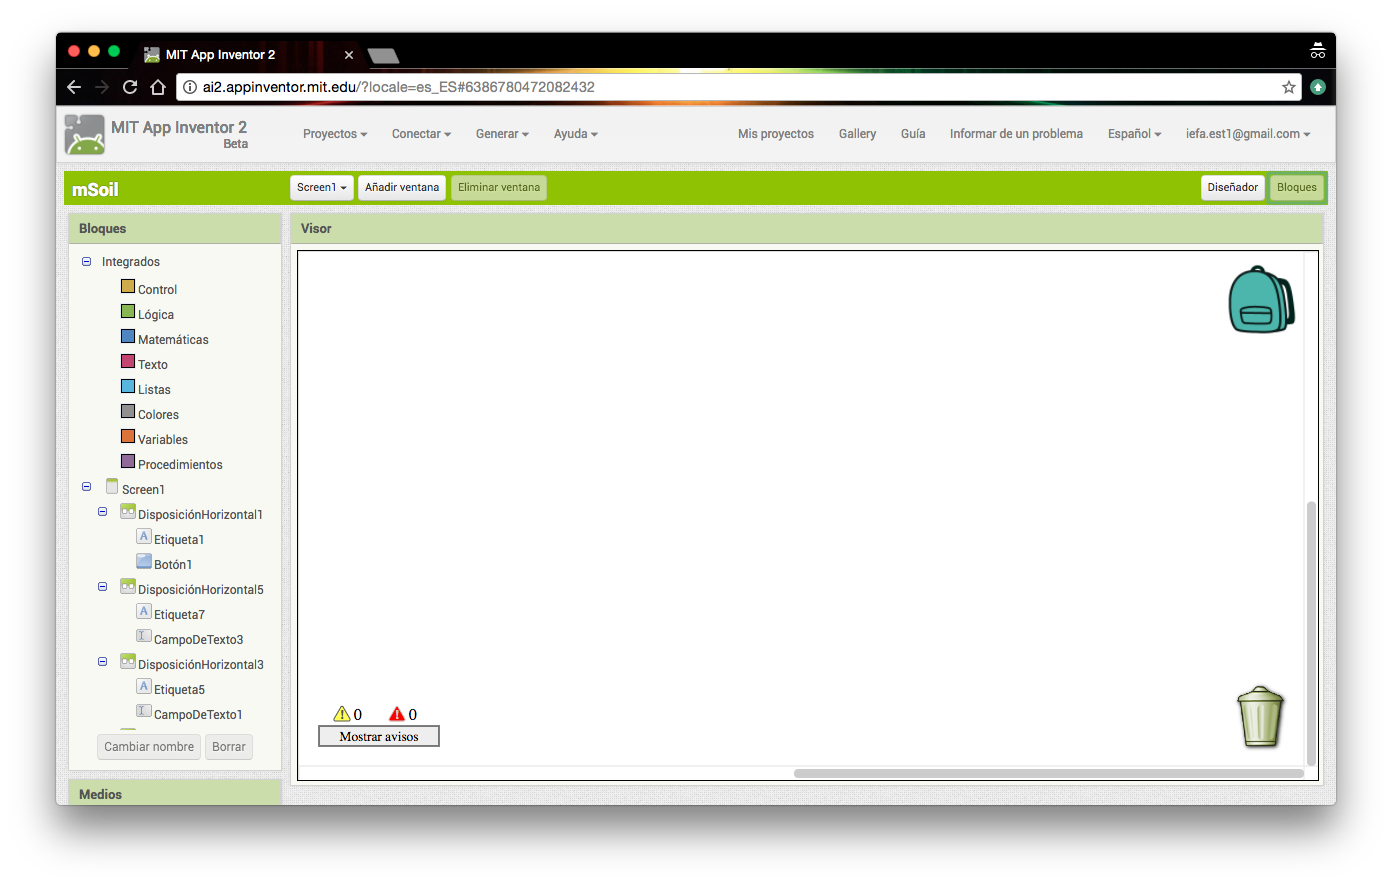 MIT App Inventor 2
ai2.appinventor.mit.edu/?locale=es_ES#6386780472082432
MIT App Inventor 2
Beta
Proyectos Conectar Generar Ayuda Mis proyectos Gallery Guía Informar de un problema Español iefa.est1@gmail.com
mSoil Screen1 Añadir ventana Eliminar ventana Diseñador Bloques
Bloques
Integrados
Control
Lógica
Matemáticas
Texto
Listas
Colores
Variables
Procedimientos
Screen1
DisposiciónHorizontal1
A Etiqueta1
Botón1
DisposiciónHorizontal5
A Etiqueta7
CampoDeTexto3
DisposiciónHorizontal3
A Etiqueta5
CampoDeTexto1
Cambiar nombre Borrar
Medios
Visor
0 0
Mostrar avisos